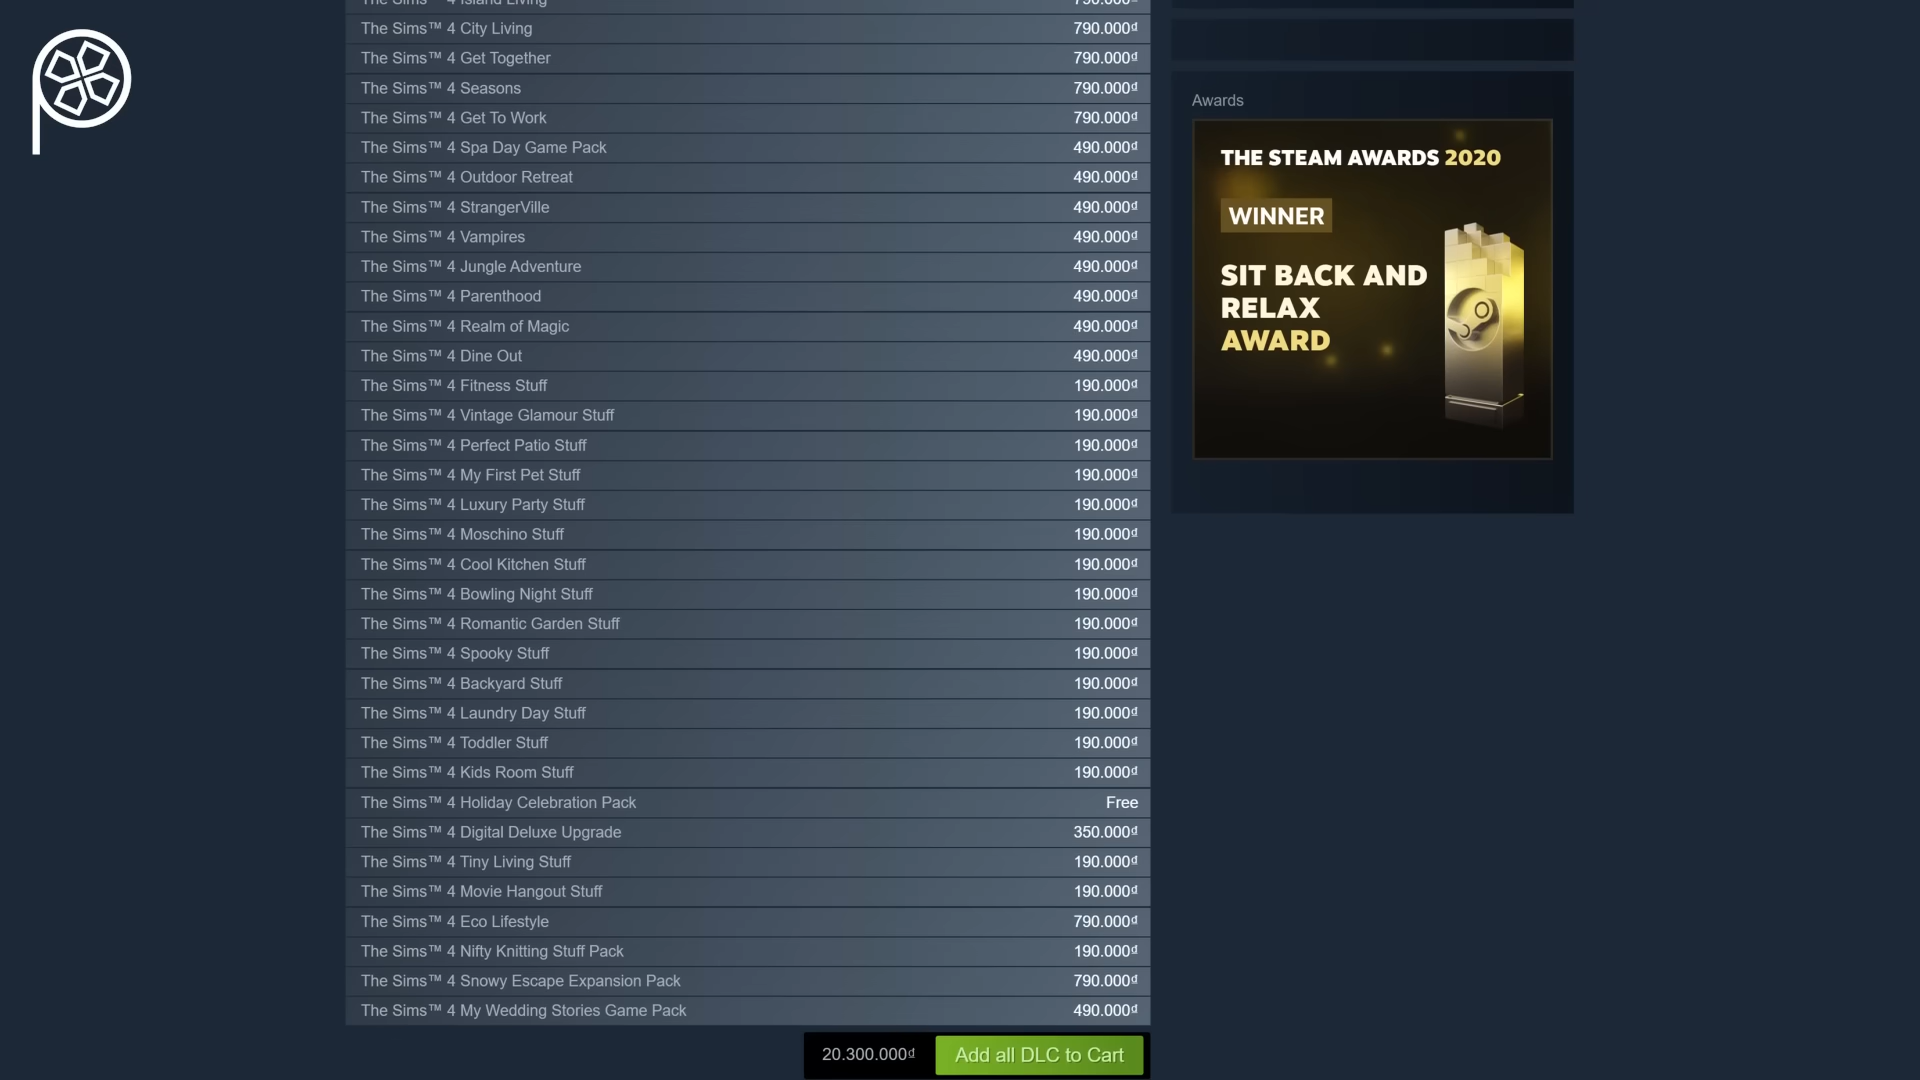 The Sims™ 4 Island Living 790.000₫
The Sims™ 4 City Living 790.000₫
The Sims™ 4 Get Together 790.000₫
The Sims™ 4 Seasons 790.000₫
The Sims™ 4 Get To Work 790.000₫
The Sims™ 4 Spa Day Game Pack 490.000₫
The Sims™ 4 Outdoor Retreat 490.000₫
The Sims™ 4 StrangerVille 490.000₫
The Sims™ 4 Vampires 490.000₫
The Sims™ 4 Jungle Adventure 490.000₫
The Sims™ 4 Parenthood 490.000₫
The Sims™ 4 Realm of Magic 490.000₫
The Sims™ 4 Dine Out 490.000₫
The Sims™ 4 Fitness Stuff 190.000₫
The Sims™ 4 Vintage Glamour Stuff 190.000₫
The Sims™ 4 Perfect Patio Stuff 190.000₫
The Sims™ 4 My First Pet Stuff 190.000₫
The Sims™ 4 Luxury Party Stuff 190.000₫
The Sims™ 4 Moschino Stuff 190.000₫
The Sims™ 4 Cool Kitchen Stuff 190.000₫
The Sims™ 4 Bowling Night Stuff 190.000₫
The Sims™ 4 Romantic Garden Stuff 190.000₫
The Sims™ 4 Spooky Stuff 190.000₫
The Sims™ 4 Backyard Stuff 190.000₫
The Sims™ 4 Laundry Day Stuff 190.000₫
The Sims™ 4 Toddler Stuff 190.000₫
The Sims™ 4 Kids Room Stuff 190.000₫
The Sims™ 4 Holiday Celebration Pack Free
The Sims™ 4 Digital Deluxe Upgrade 350.000₫
The Sims™ 4 Tiny Living Stuff 190.000₫
The Sims™ 4 Movie Hangout Stuff 190.000₫
The Sims™ 4 Eco Lifestyle 790.000₫
The Sims™ 4 Nifty Knitting Stuff Pack 190.000₫
The Sims™ 4 Snowy Escape Expansion Pack 790.000₫
The Sims™ 4 My Wedding Stories Game Pack 490.000₫
20.300.000₫ Add all DLC to Cart
Awards
THE STEAM AWARDS 2020
WINNER
SIT BACK AND
RELAX
AWARD